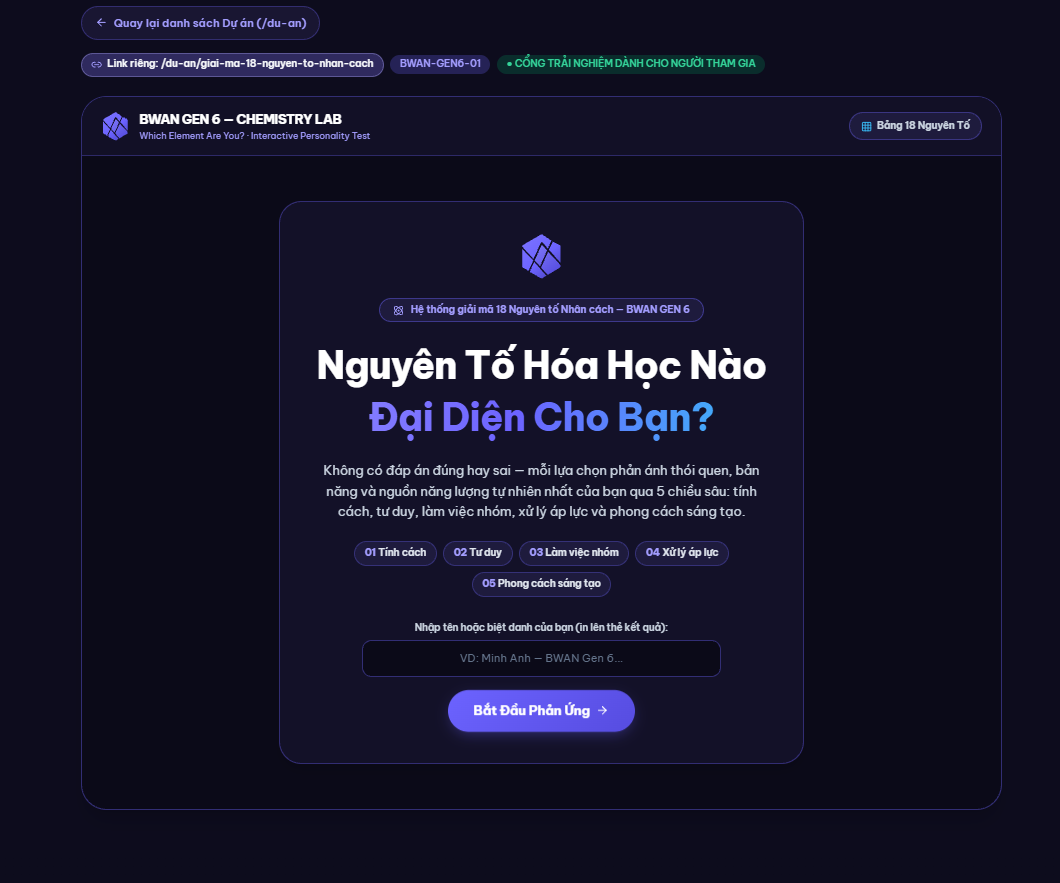 ← Quay lại danh sách Dự án (/du-an)
Link riêng: /du-an/giai-ma-18-nguyen-to-nhan-cach BWAN-GEN6-01 • CỔNG TRẢI NGHIỆM DÀNH CHO NGƯỜI THAM GIA
BWAN GEN 6 — CHEMISTRY LAB
Which Element Are You? · Interactive Personality Test
Bảng 18 Nguyên Tố
Hệ thống giải mã 18 Nguyên tố Nhân cách — BWAN GEN 6
Nguyên Tố Hóa Học Nào
Đại Diện Cho Bạn?
Không có đáp án đúng hay sai — mỗi lựa chọn phản ánh thói quen, bản
năng và nguồn năng lượng tự nhiên nhất của bạn qua 5 chiều sâu: tính
cách, tư duy, làm việc nhóm, xử lý áp lực và phong cách sáng tạo.
01 Tính cách 02 Tư duy 03 Làm việc nhóm 04 Xử lý áp lực
05 Phong cách sáng tạo
Nhập tên hoặc biệt danh của bạn (in lên thẻ kết quả):
VD: Minh Anh — BWAN Gen 6...
Bắt Đầu Phản Ứng →